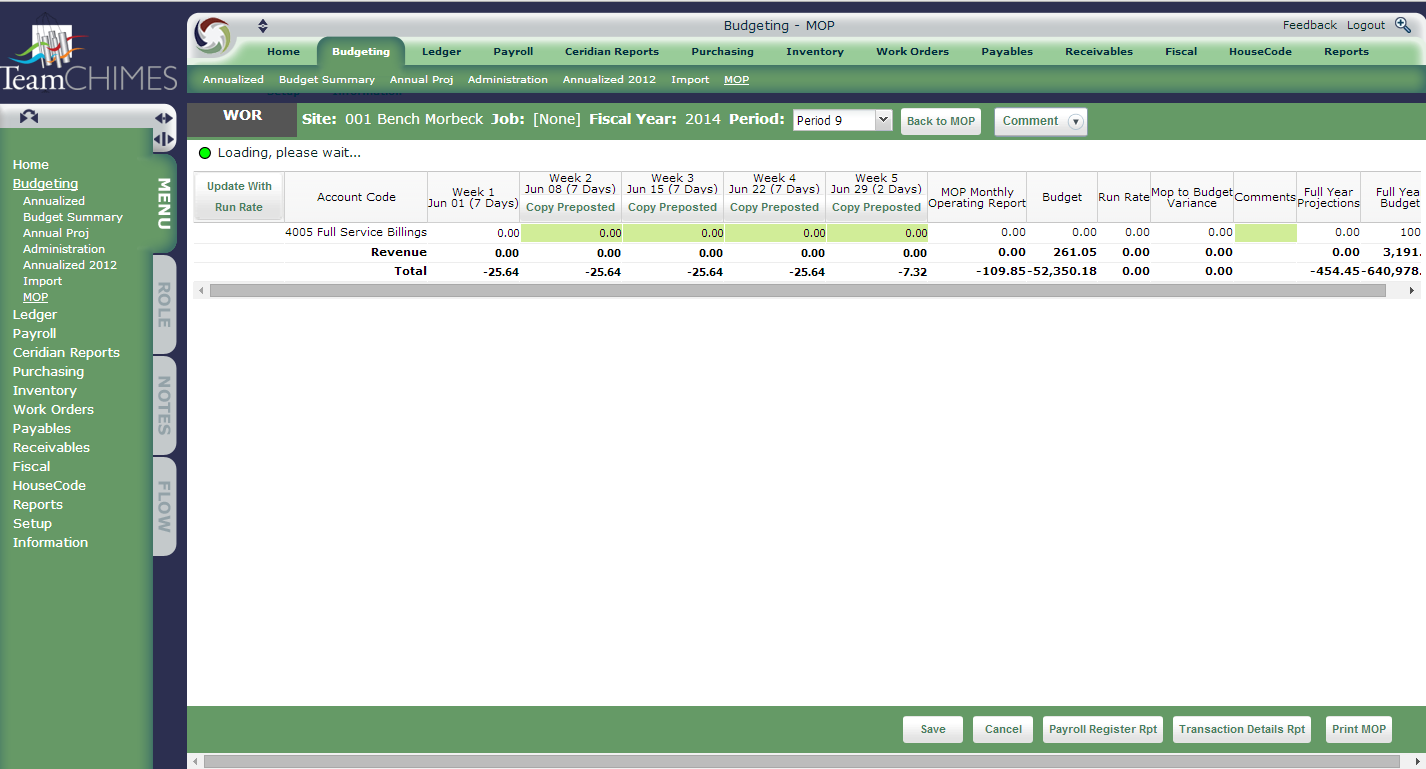 TeamCHIMES
Budgeting - MOP
Feedback Logout
Home Budgeting Ledger Payroll Ceridian Reports Purchasing Inventory Work Orders Payables Receivables Fiscal HouseCode Reports
Annualized Budget Summary Annual Proj Administration Annualized 2012 Import MOP
WOR Site: 001 Bench Morbeck Job: [None] Fiscal Year: 2014 Period: Period 9 Back to MOP Comment
Loading, please wait...
Home
Budgeting
Annualized
Budget Summary
Annual Proj
Administration
Annualized 2012
Import
MOP
Ledger
Payroll
Ceridian Reports
Purchasing
Inventory
Work Orders
Payables
Receivables
Fiscal
HouseCode
Reports
Setup
Information
MENU
ROLE
NOTES
FLOW
Update With
Run Rate
Account Code
Week 1
Jun 01 (7 Days)
Week 2
Jun 08 (7 Days)
Copy Preposted
Week 3
Jun 15 (7 Days)
Copy Preposted
Week 4
Jun 22 (7 Days)
Copy Preposted
Week 5
Jun 29 (2 Days)
Copy Preposted
MOP Monthly
Operating Report
Budget
Run Rate
Mop to Budget
Variance
Comments
Full Year
Projections
Full Yea
Budget
4005 Full Service Billings 0.00 0.00 0.00 0.00 0.00 0.00 0.00 0.00 0.00 0.00 100
Revenue 0.00 0.00 0.00 0.00 0.00 0.00 261.05 0.00 0.00 0.00 3,191.
Total -25.64 -25.64 -25.64 -25.64 -7.32 -109.85 -52,350.18 0.00 0.00 -454.45 -640,978.
Save Cancel Payroll Register Rpt Transaction Details Rpt Print MOP